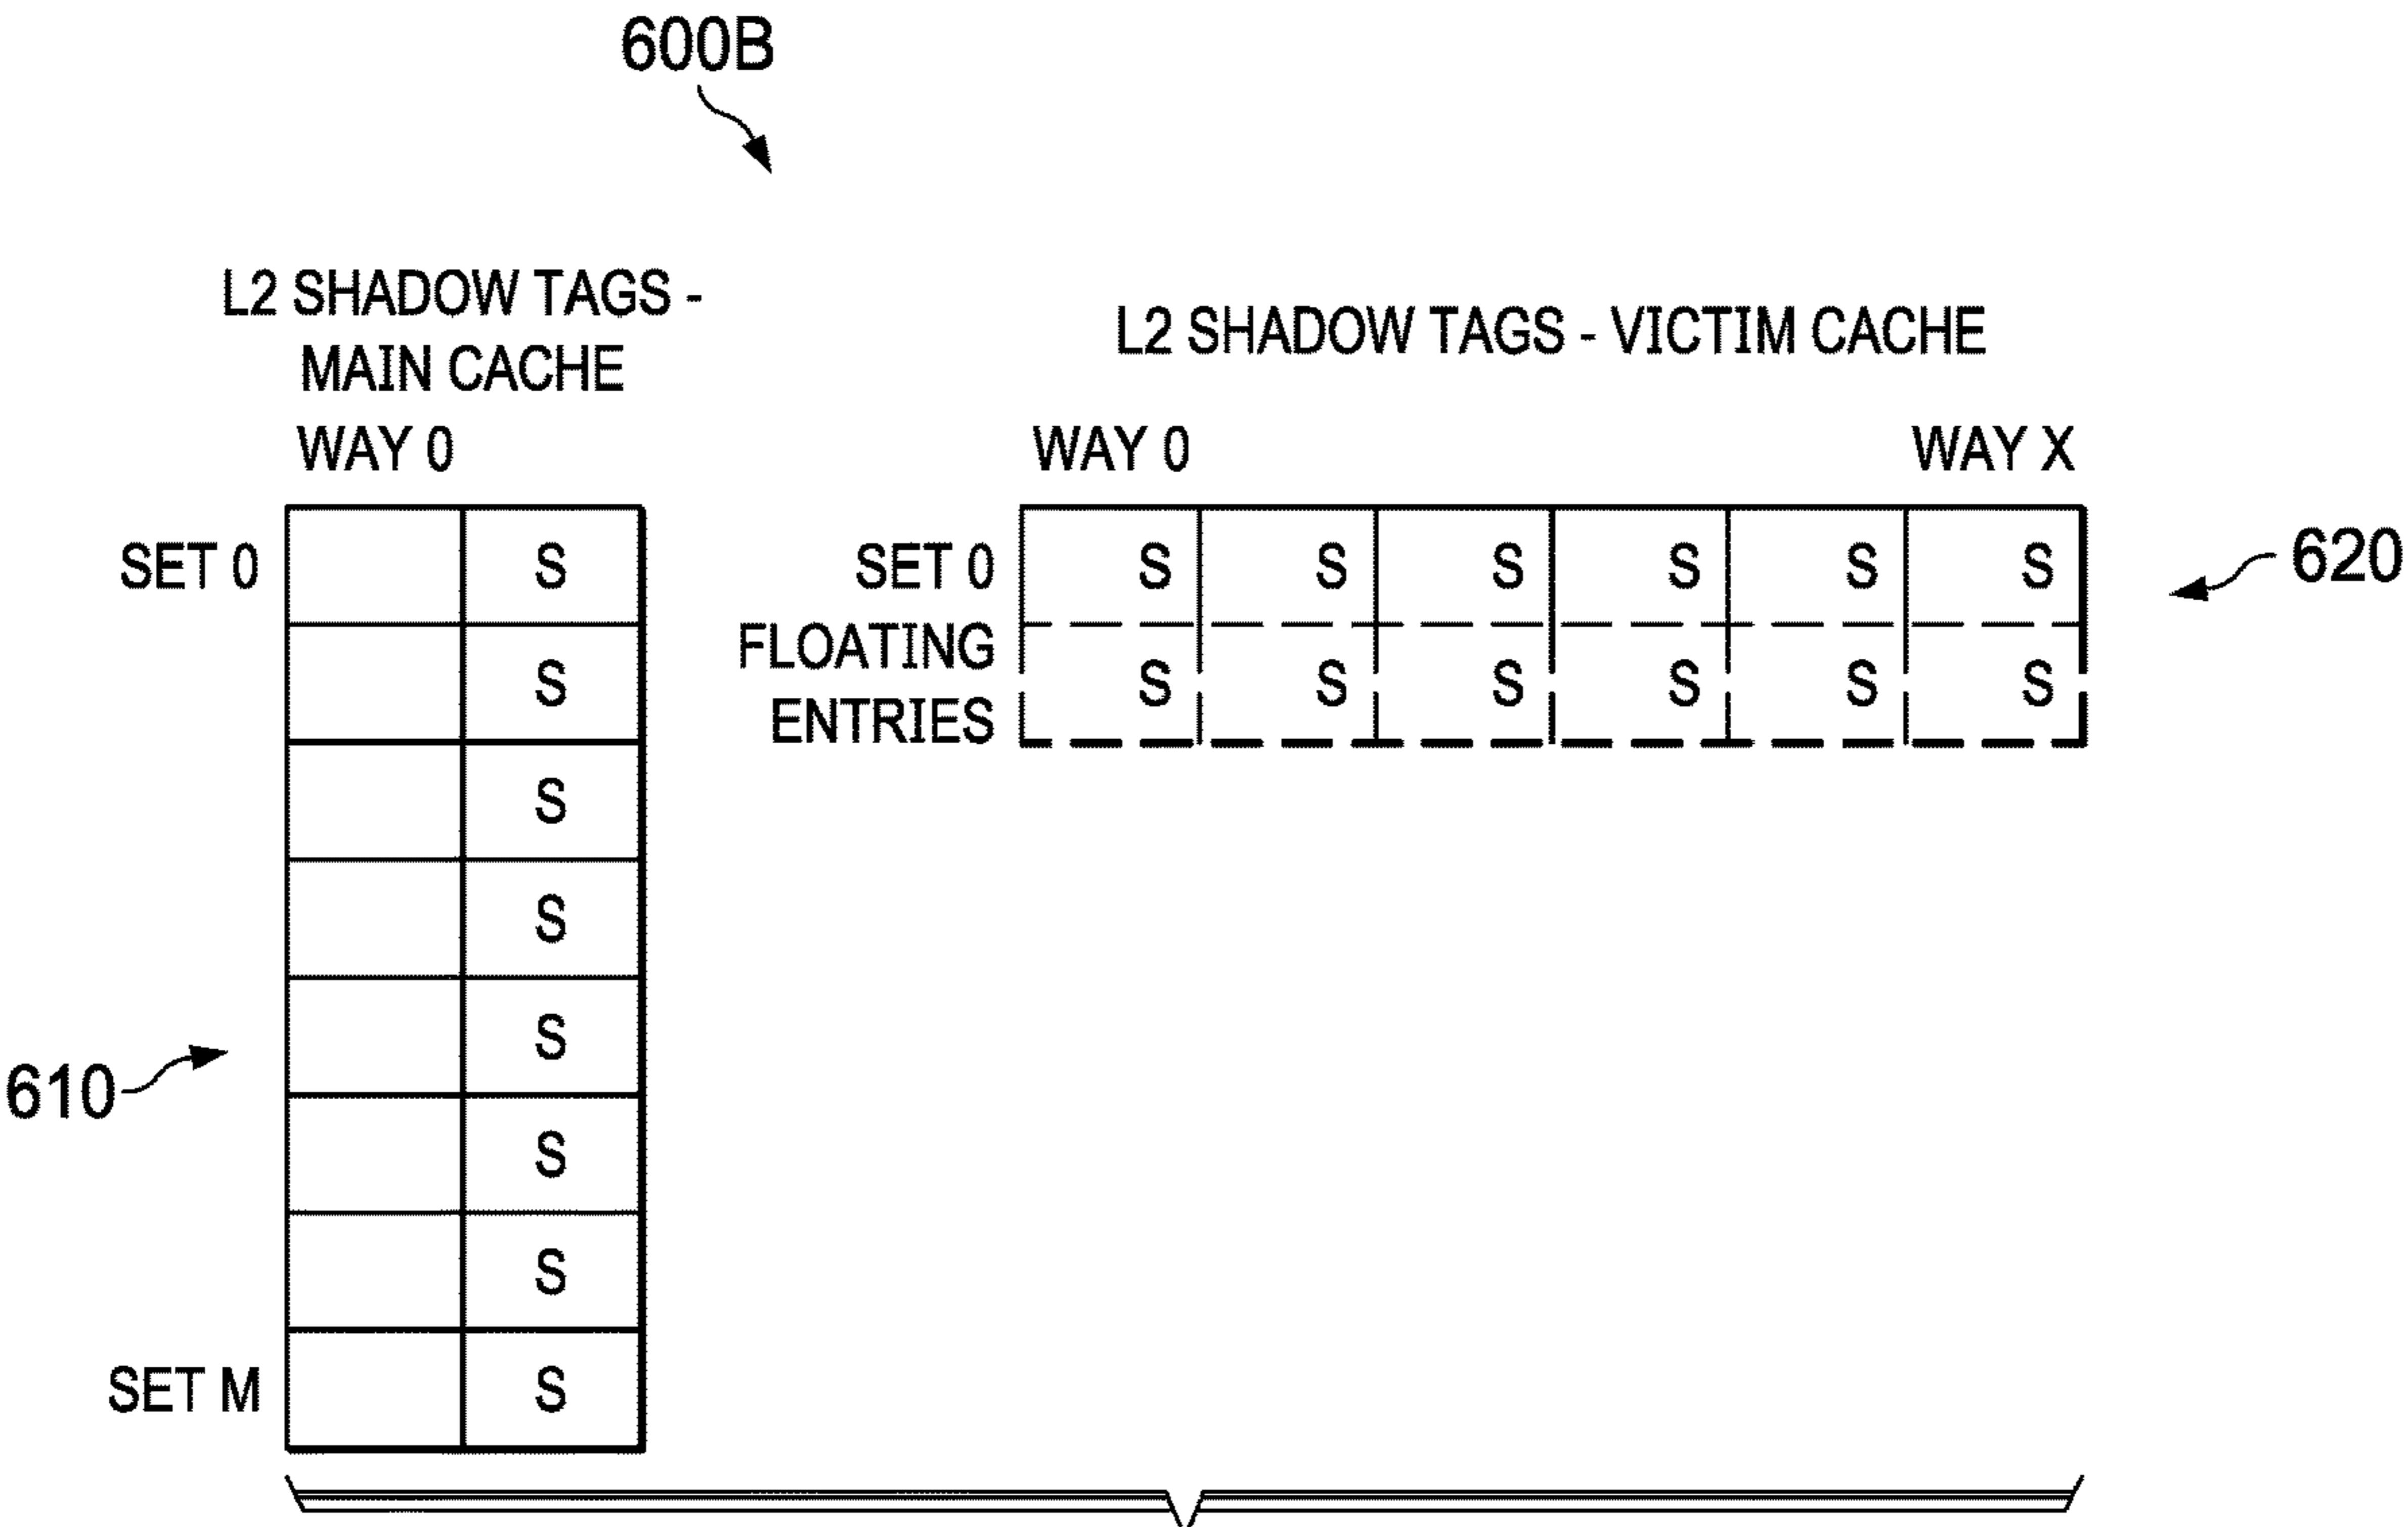 600B
L2 SHADOW TAGS -
MAIN CACHE
WAY 0
L2 SHADOW TAGS - VICTIM CACHE
WAY 0 WAY X
SET 0 S
S
S
S
S
S
S
SET M S
SET 0 S S S S S S
FLOATING
ENTRIES S S S S S S
620
610